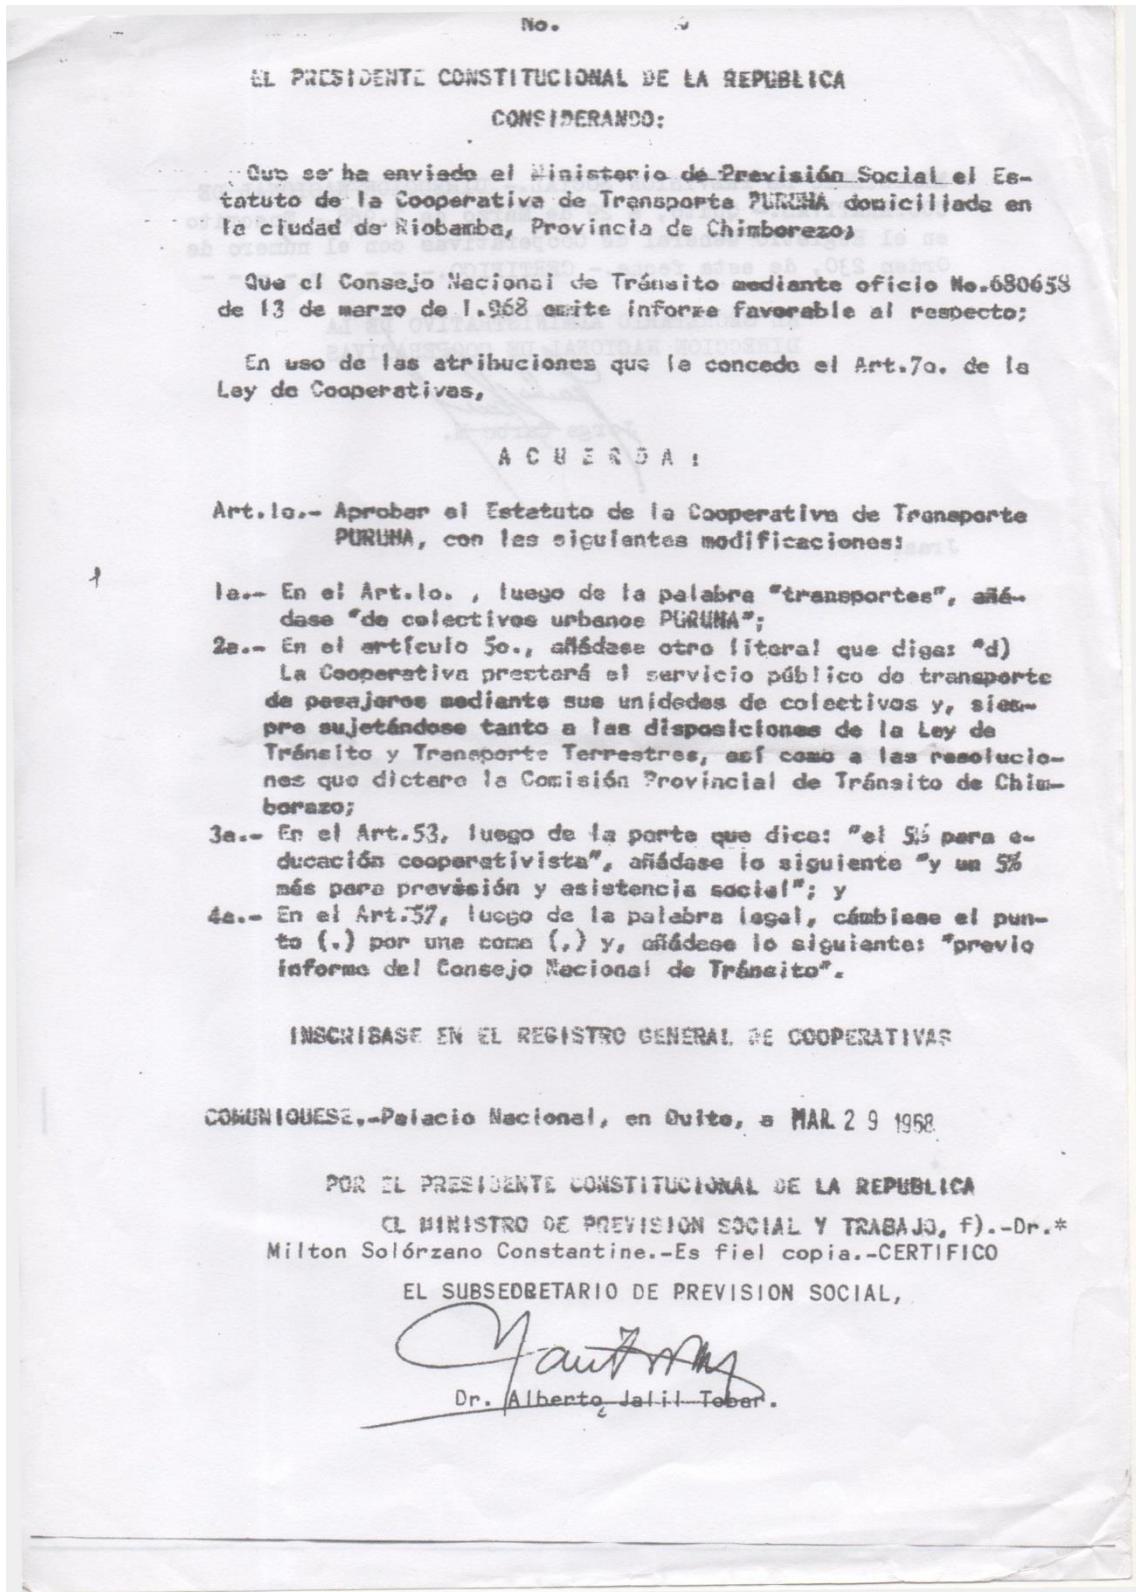 No.
EL PRESIDENTE CONSTITUCIONAL DE LA REPUBLICA
CONSIDERANDO:
Que se ha enviado al Ministerio de Previsión Social el Es-
tatuto de la Cooperativa de Transporte PURUHA domiciliada en
la ciudad de Riobamba, Provincia de Chimborazo;
Que el Consejo Nacional de Tránsito mediante oficio No.680658
de 13 de marzo de 1.968 emite informe favorable al respecto;
En uso de las atribuciones que le concede el Art.7o. de la
Ley de Cooperativas,
A C U E R D A :
Art.1o.- Aprobar el Estatuto de la Cooperativa de Transporte
PURUHA, con las siguientes modificaciones:
1a.- En el Art.1o. , luego de la palabra "transportes", añá-
dase "de colectivos urbanos PURUHA";
2a.- En el artículo 5o., añádase otro literal que diga: "d)
La Cooperativa prestará el servicio público de transporte
de pasajeros mediante sus unidades de colectivos y, siem-
pre sujetándose tanto a las disposiciones de la Ley de
Tránsito y Transporte Terrestres, así como a las resolucio-
nes que dictare la Comisión Provincial de Tránsito de Chim-
borazo;
3a.- En el Art.53, luego de la parte que dice: "el 5% para e-
ducación cooperativista", añádase lo siguiente "y un 5%
más para previsión y asistencia social"; y
4a.- En el Art.57, luego de la palabra legal, cámbiese el pun-
to (.) por una coma (,) y, añádase lo siguiente: "previo
informe del Consejo Nacional de Tránsito".
INSCRIBASE EN EL REGISTRO GENERAL DE COOPERATIVAS
COMUNIQUESE.-Palacio Nacional, en Quito, a MAR. 29 1968
POR EL PRESIDENTE CONSTITUCIONAL DE LA REPUBLICA
EL MINISTRO DE PREVISION SOCIAL Y TRABAJO, f).-Dr.*
Milton Solórzano Constantine.-Es fiel copia.-CERTIFICO
EL SUBSEDRETARIO DE PREVISION SOCIAL,
Dr. Alberto Jalil Tobar.